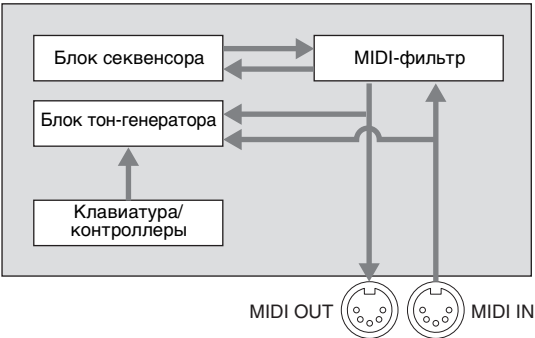 Блок секвенсора
MIDI-фильтр
Блок тон-генератора
Клавиатура/
контроллеры
MIDI OUT
MIDI IN